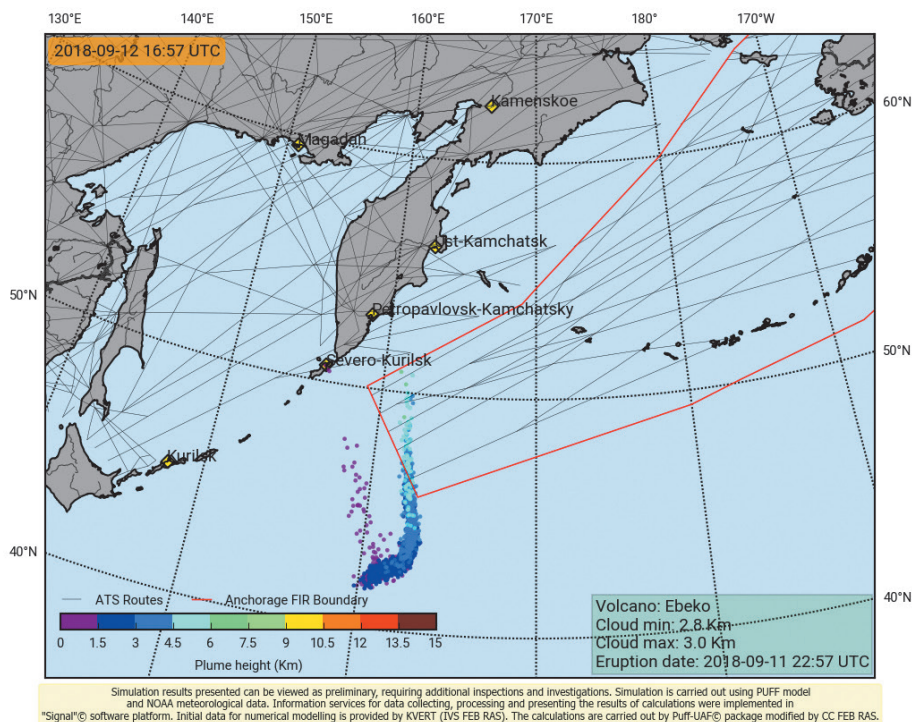 130°E 140°E 150°E 160°E 170°E 180° 170°W
2018-09-12 16:57 UTC
Kamenskoe
60°N
Magadan
Ust-Kamchatsk
50°N
Petropavlovsk-Kamchatsky
50°N
Severo-Kurilsk
Kurilsk
40°N
40°N
ATS Routes Anchorage FIR Boundary
0 1.5 3 4.5 6 7.5 9 10.5 12 13.5 15
Plume height (Km)
Volcano: Ebeko
Cloud min: 2.8 Km
Cloud max: 3.0 Km
Eruption date: 2018-09-11 22:57 UTC
Simulation results presented can be viewed as preliminary, requiring additional inspections and investigations. Simulation is carried out using PUFF model
and NOAA meteorological data. Information services for data collecting, processing and presenting the results of calculations were implemented in
"Signal"© software platform. Initial data for numerical modelling is provided by KVERT (IVS FEB RAS). The calculations are carried out by Puff-UAF© package modified by CC FEB RAS.